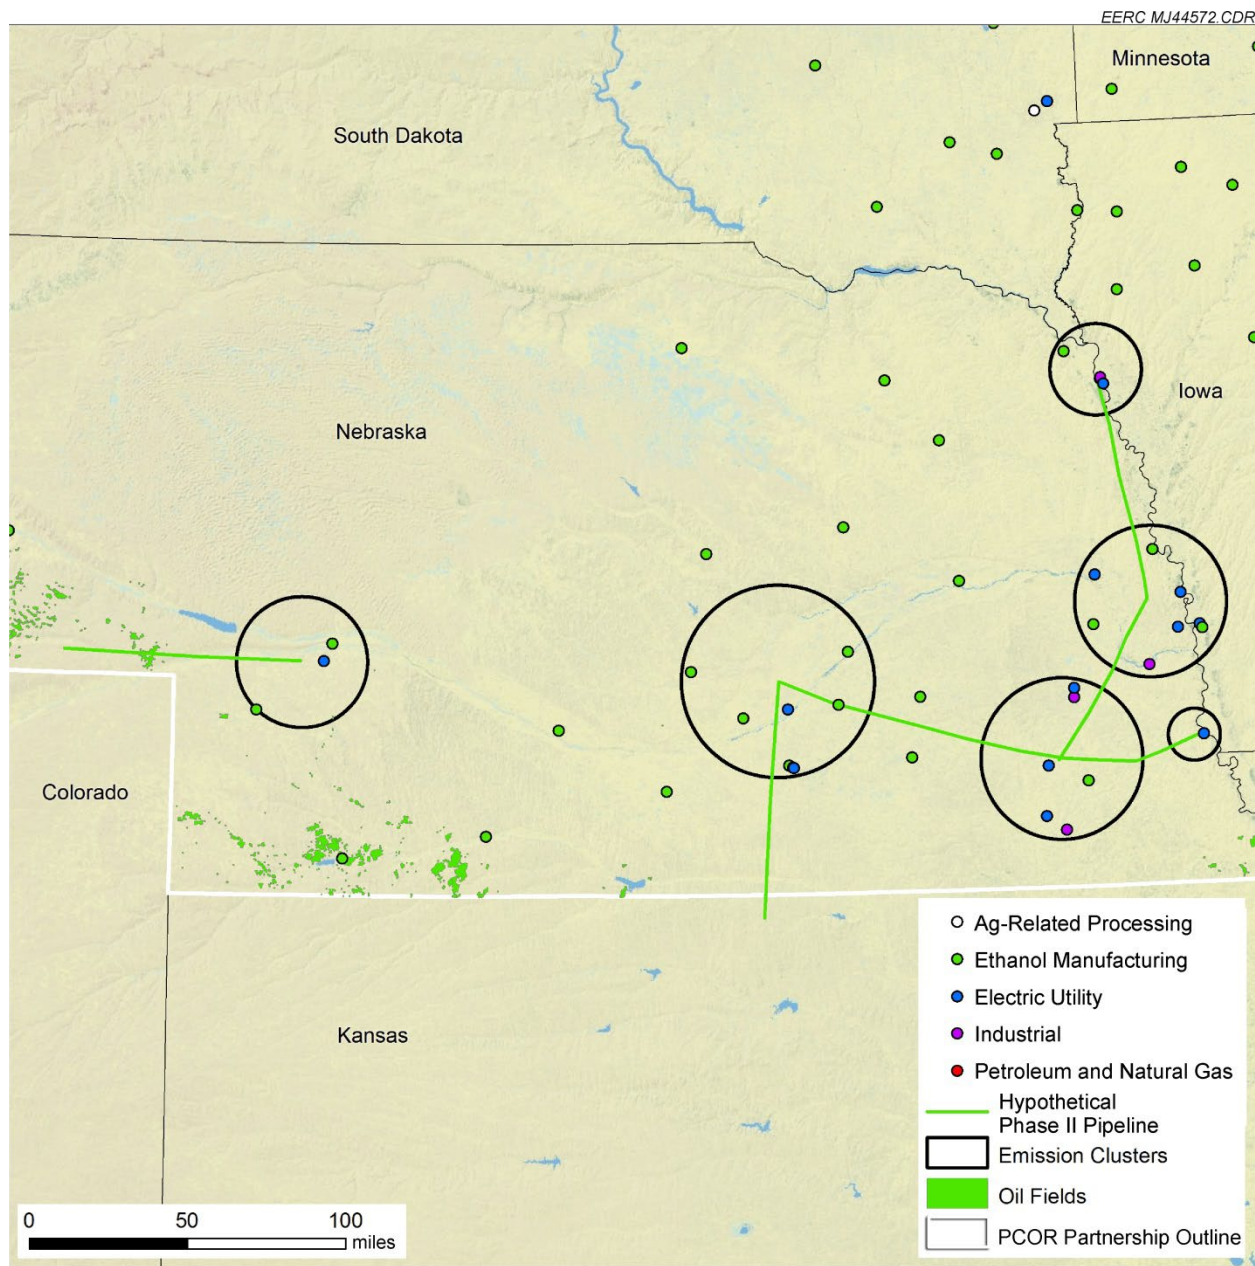 EERC MJ44572.CDR
Minnesota
South Dakota
Iowa
Nebraska
Colorado
Kansas
Ag-Related Processing
Ethanol Manufacturing
Electric Utility
Industrial
Petroleum and Natural Gas
Hypothetical
Phase II Pipeline
Emission Clusters
Oil Fields
PCOR Partnership Outline
0 50 100
miles